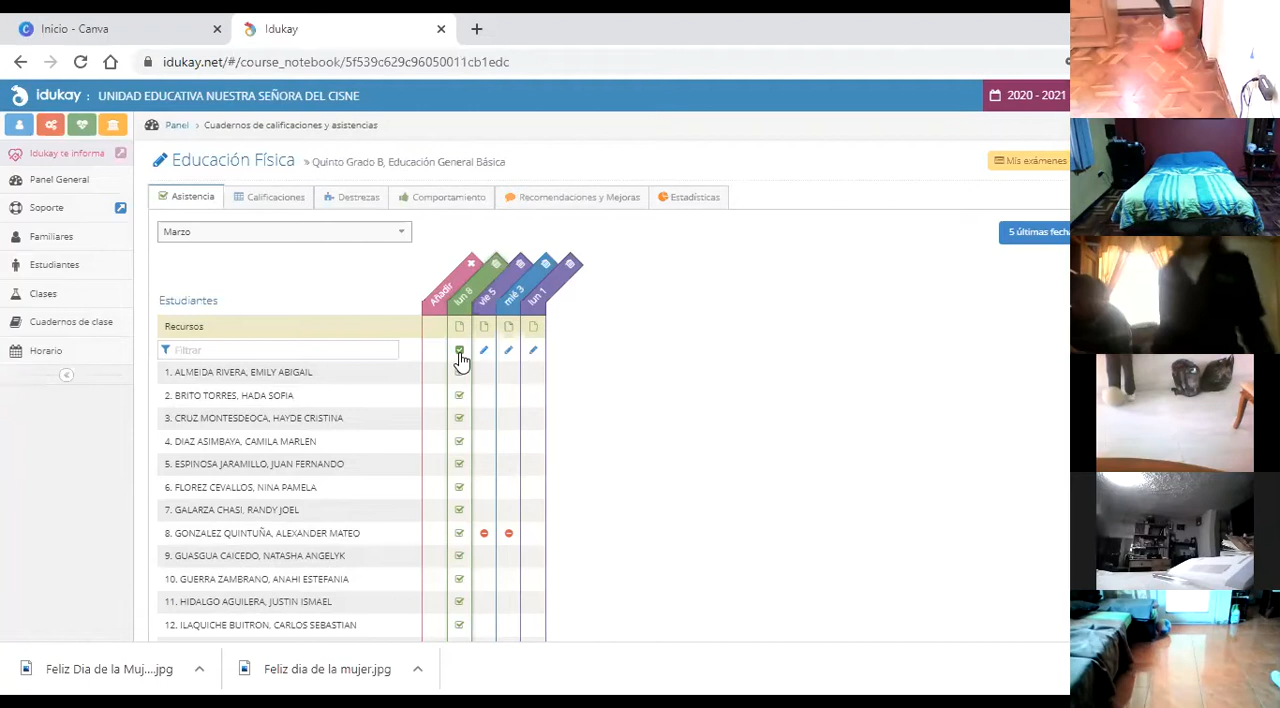 Inicio - Canva
Idukay
idukay.net/#/course_notebook/5f539c629c96050011cb1edc
idukay : UNIDAD EDUCATIVA NUESTRA SEÑORA DEL CISNE
2020 - 2021
Idukay te informa
Panel > Cuadernos de calificaciones y asistencias
Panel General
Educación Física » Quinto Grado B, Educación General Básica
Mis exámenes
Soporte
Asistencia
Calificaciones
Destrezas
Comportamiento
Recomendaciones y Mejoras
Estadísticas
Familiares
Marzo
5 últimas fecha
Estudiantes
Clases
Cuadernos de clase
Horario
Añadir
lun 8
vie 5
mié 3
lun 1
Estudiantes
Recursos
Filtrar
1. ALMEIDA RIVERA, EMILY ABIGAIL
2. BRITO TORRES, HADA SOFIA
3. CRUZ MONTESDEOCA, HAYDE CRISTINA
4. DIAZ ASIMBAYA, CAMILA MARLEN
5. ESPINOSA JARAMILLO, JUAN FERNANDO
6. FLOREZ CEVALLOS, NINA PAMELA
7. GALARZA CHASI, RANDY JOEL
8. GONZALEZ QUINTUÑA, ALEXANDER MATEO
9. GUASGUA CAICEDO, NATASHA ANGELYK
10. GUERRA ZAMBRANO, ANAHI ESTEFANIA
11. HIDALGO AGUILERA, JUSTIN ISMAEL
12. ILAQUICHE BUITRON, CARLOS SEBASTIAN
Feliz Dia de la Muj....jpg
Feliz dia de la mujer.jpg